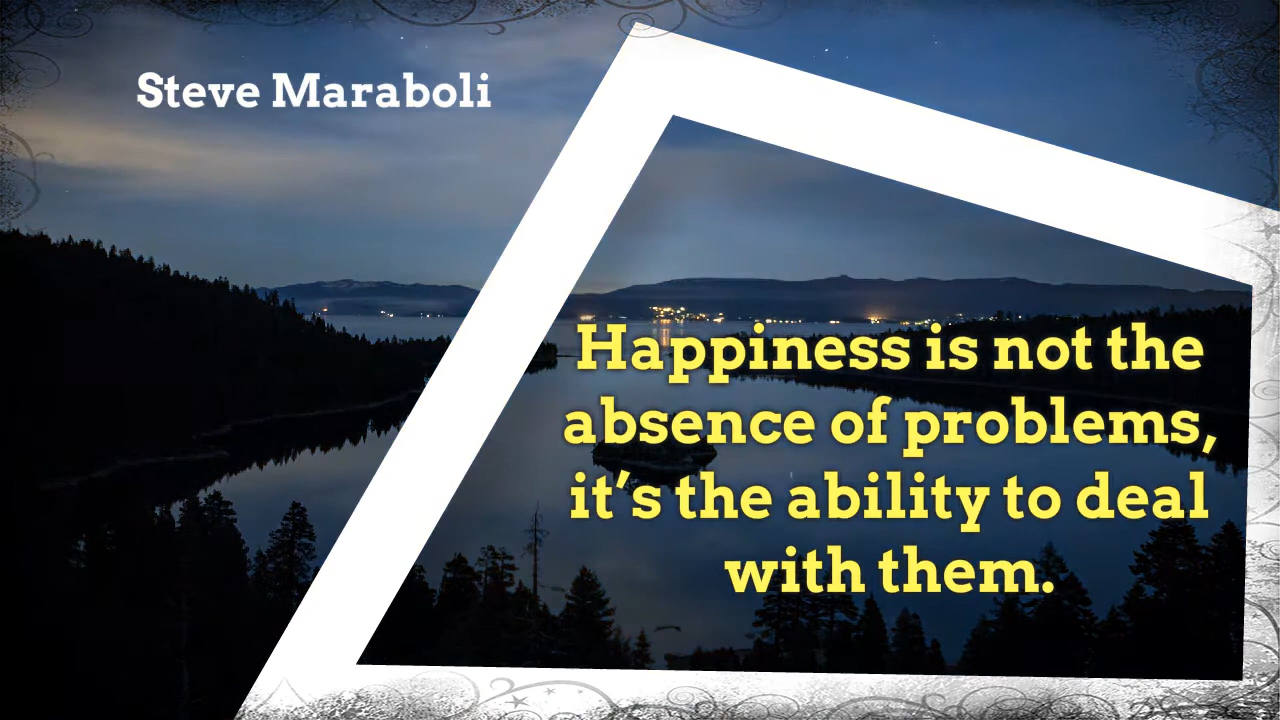 Steve Maraboli
Happiness is not the
absence of problems,
it’s the ability to deal
with them.